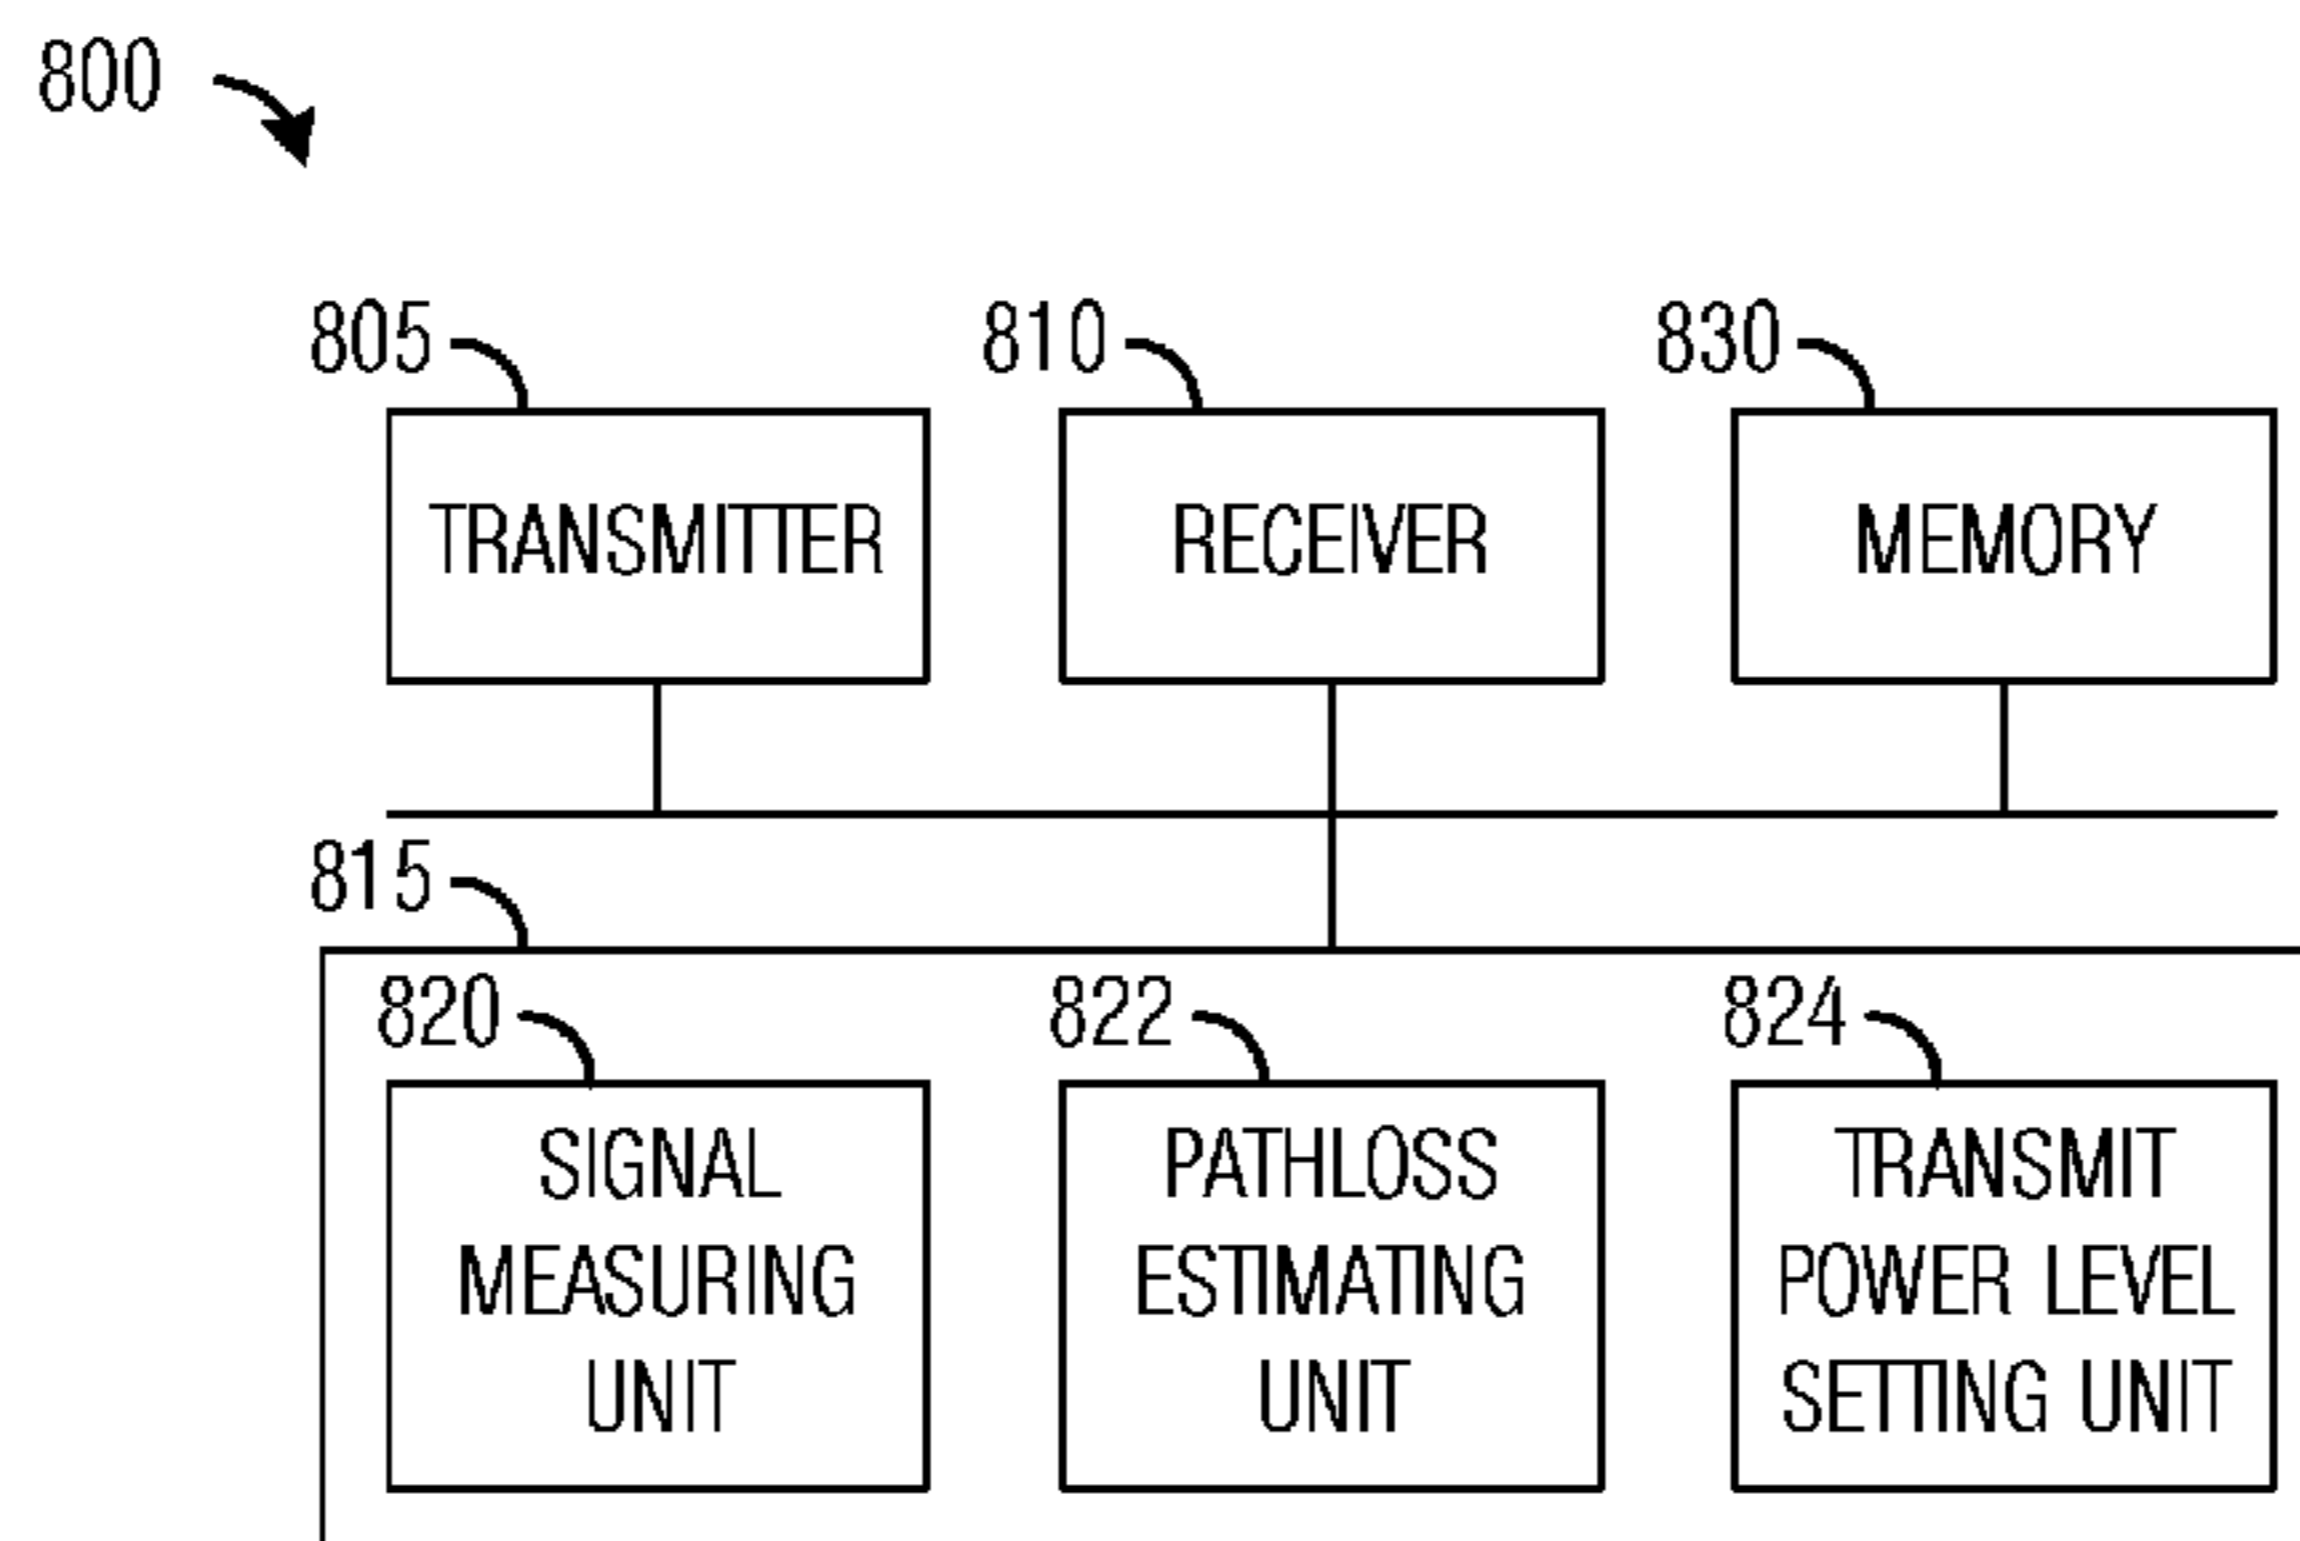 800
805
810
830
TRANSMITTER
RECEIVER
MEMORY
815
820
822
824
SIGNAL
MEASURING
UNIT
PATHLOSS
ESTIMATING
UNIT
TRANSMIT
POWER LEVEL
SETTING UNIT